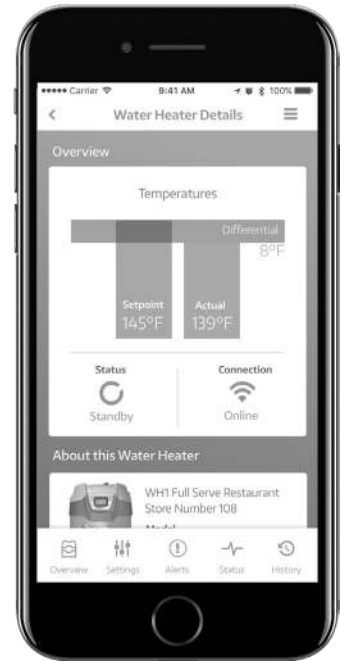 Carrier 9:41 AM 100%
Water Heater Details
Overview
Temperatures
Differential
8°F
Setpoint Actual
145°F 139°F
Status Connection
Standby Online
About this Water Heater
WH1 Full Serve Restaurant
Store Number 108
Model
Overview Settings Alerts Status History